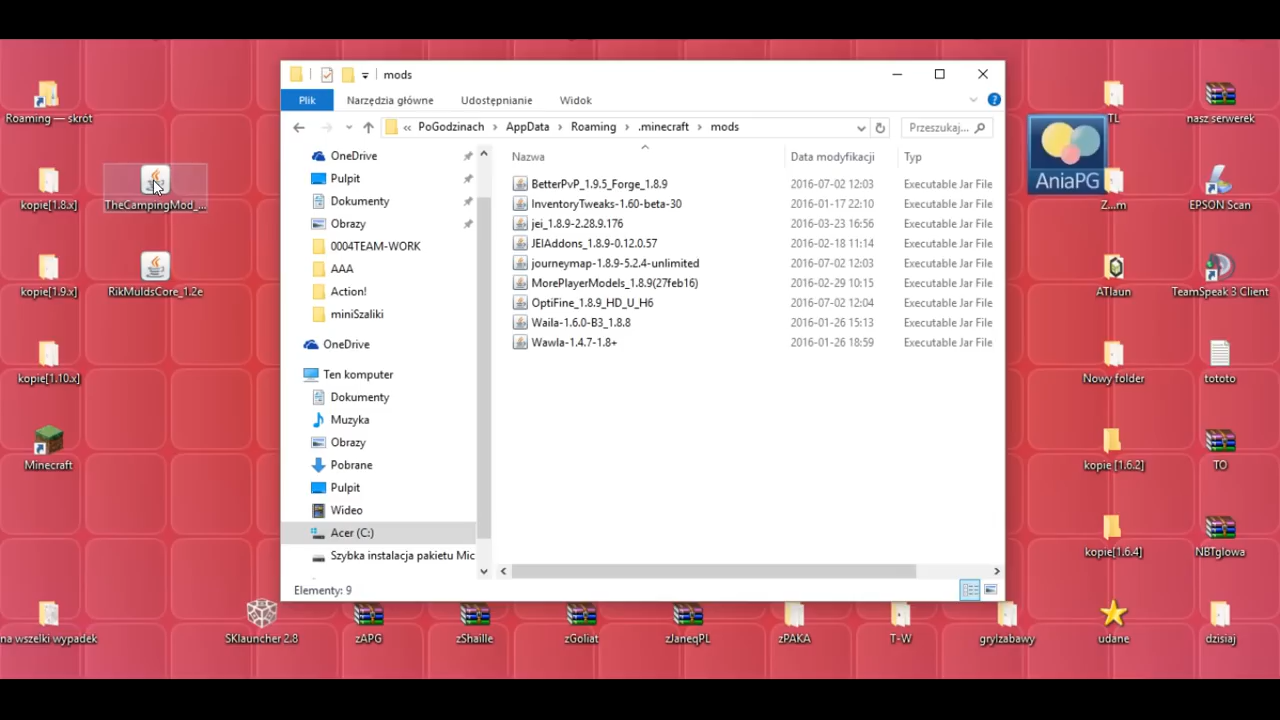 mods
Plik
Narzędzia główne
Udostępnianie
Widok
« PoGodzinach > AppData > Roaming > .minecraft > mods
Przeszukaj...
OneDrive
Pulpit
Dokumenty
Obrazy
0004TEAM-WORK
AAA
Action!
miniSzaliki
OneDrive
Ten komputer
Dokumenty
Muzyka
Obrazy
Pobrane
Pulpit
Wideo
Acer (C:)
Szybka instalacja pakietu Mic
Nazwa Data modyfikacji Typ
BetterPvP_1.9.5_Forge_1.8.9 2016-07-02 12:03 Executable Jar File
InventoryTweaks-1.60-beta-30 2016-01-17 22:10 Executable Jar File
jei_1.8.9-2.28.9.176 2016-03-23 16:56 Executable Jar File
JEIAddons_1.8.9-0.12.0.57 2016-02-18 11:14 Executable Jar File
journeymap-1.8.9-5.2.4-unlimited 2016-07-02 12:03 Executable Jar File
MorePlayerModels_1.8.9(27feb16) 2016-02-29 10:15 Executable Jar File
OptiFine_1.8.9_HD_U_H6 2016-07-02 12:04 Executable Jar File
Waila-1.6.0-B3_1.8.8 2016-01-26 15:13 Executable Jar File
Wawla-1.4.7-1.8+ 2016-01-26 18:59 Executable Jar File
Elementy: 9
Roaming — skrót
kopie[1.8.x]
TheCampingMod_...
kopie[1.9.x]
RikMuldsCore_1.2e
kopie[1.10.x]
Minecraft
na wszelki wypadek
SKlauncher 2.8
zAPG
zShaille
zGoliat
zJaneqPL
zPAKA
T-W
gryIzabawy
udane
dzisiaj
TL
nasz serwerek
AniaPG
Z...m
EPSON Scan
ATlaun
TeamSpeak 3 Client
Nowy folder
tototo
kopie [1.6.2]
TO
kopie[1.6.4]
NBTglowa